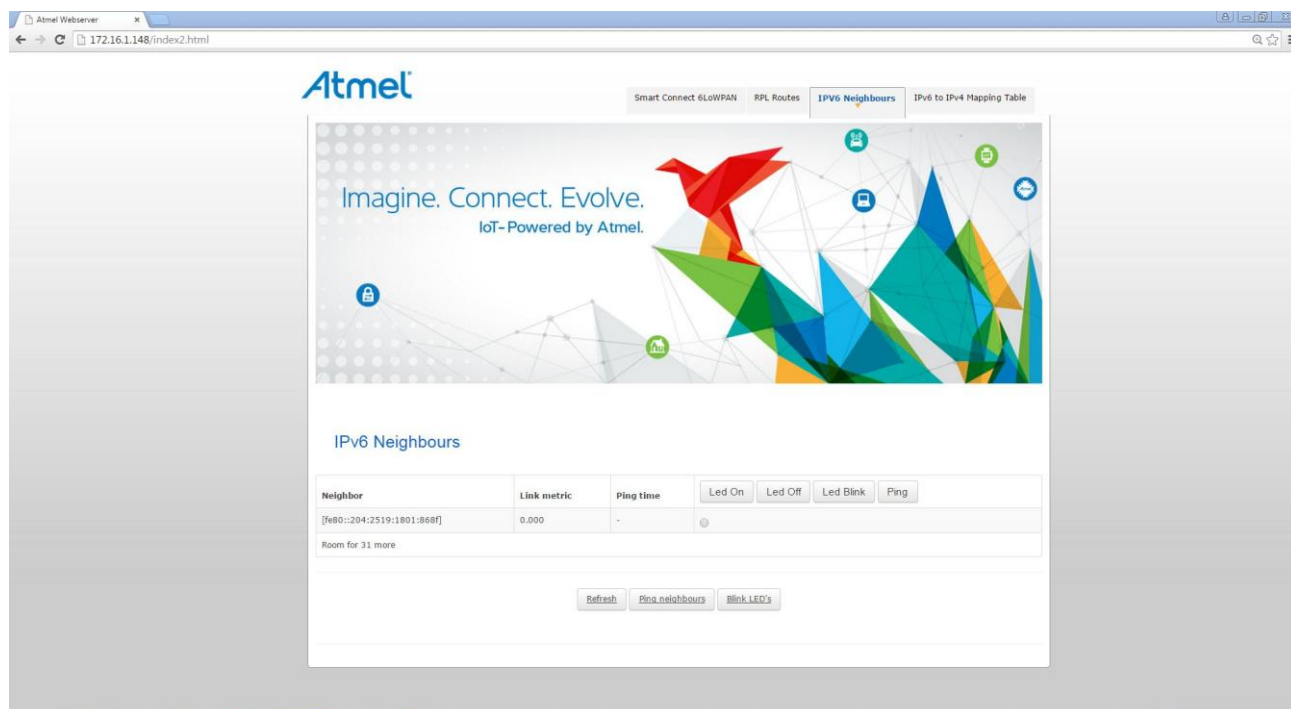 Atmel Webserver
172.16.1.148/index2.html
Atmel
Smart Connect 6LoWPAN RPL Routes IPV6 Neighbours IPv6 to IPv4 Mapping Table
Imagine. Connect. Evolve.
IoT-Powered by Atmel.
IPv6 Neighbours
Neighbor Link metric Ping time Led On Led Off Led Blink Ping
[fe80::204:2519:1801:868f] 0.000 -
Room for 31 more
Refresh Ping neighbours Blink LED's